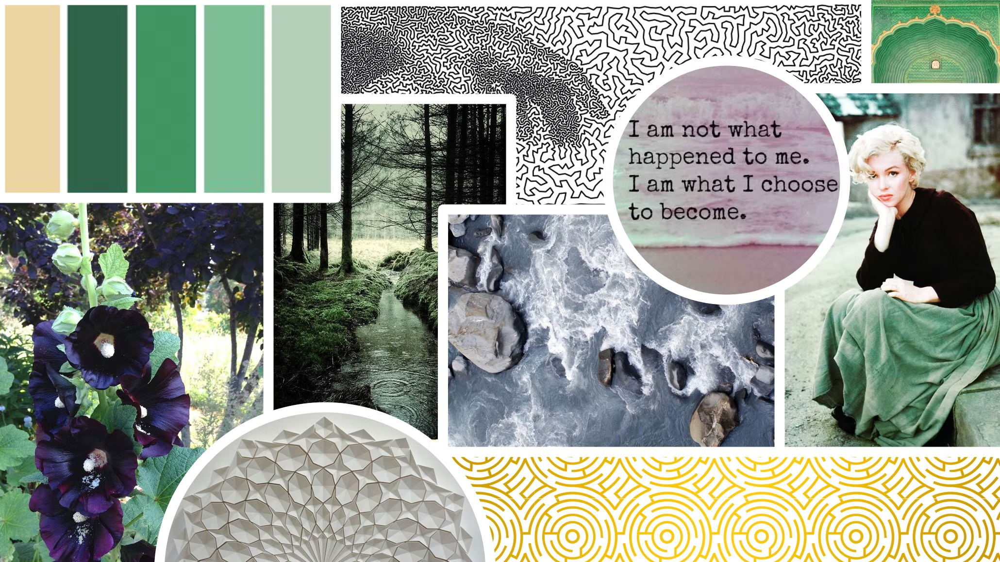 I am not what
happened to me.
I am what I choose
to become.